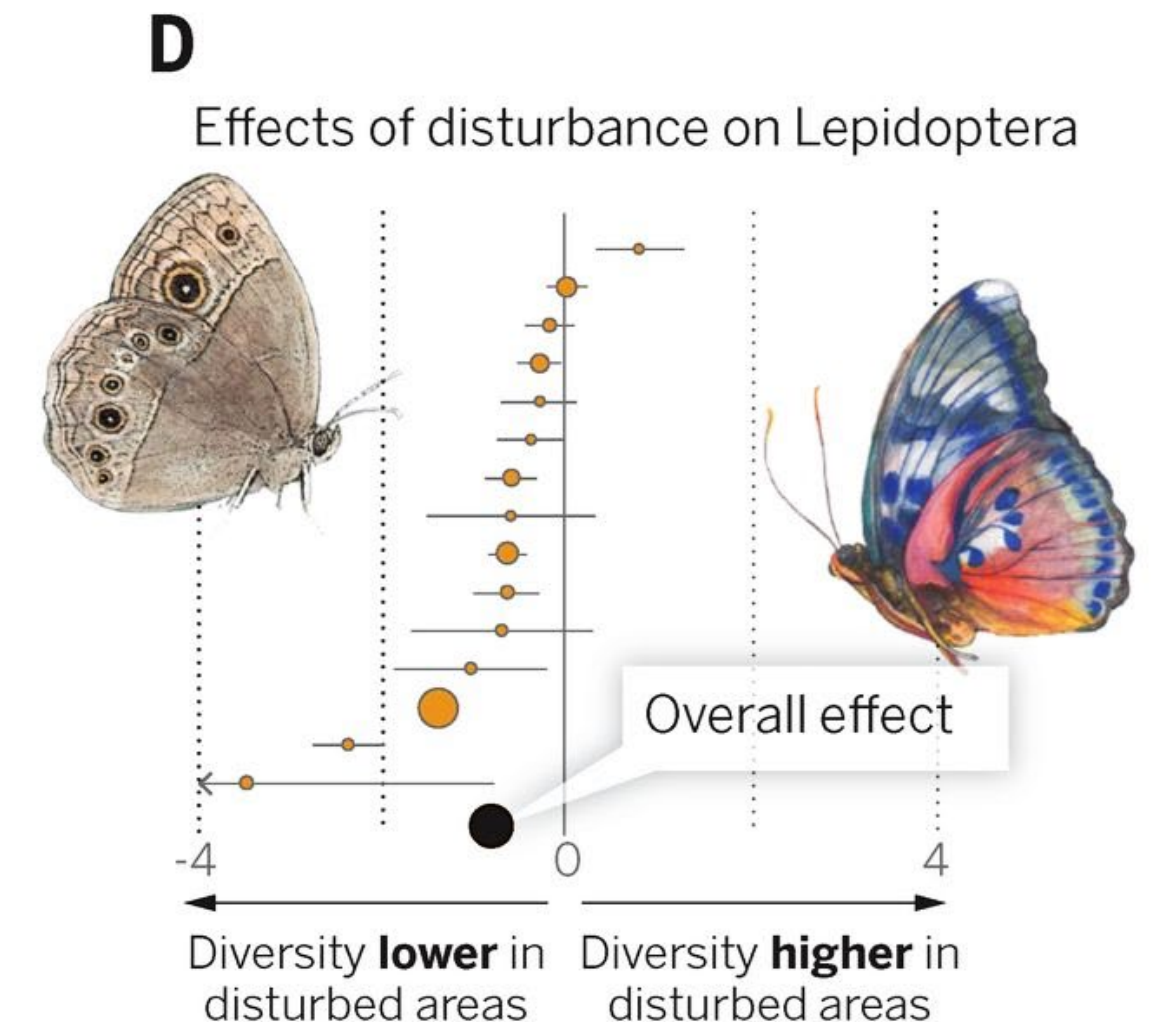 D
Effects of disturbance on Lepidoptera
Overall effect
-4 0 4
Diversity lower in Diversity higher in
disturbed areas disturbed areas